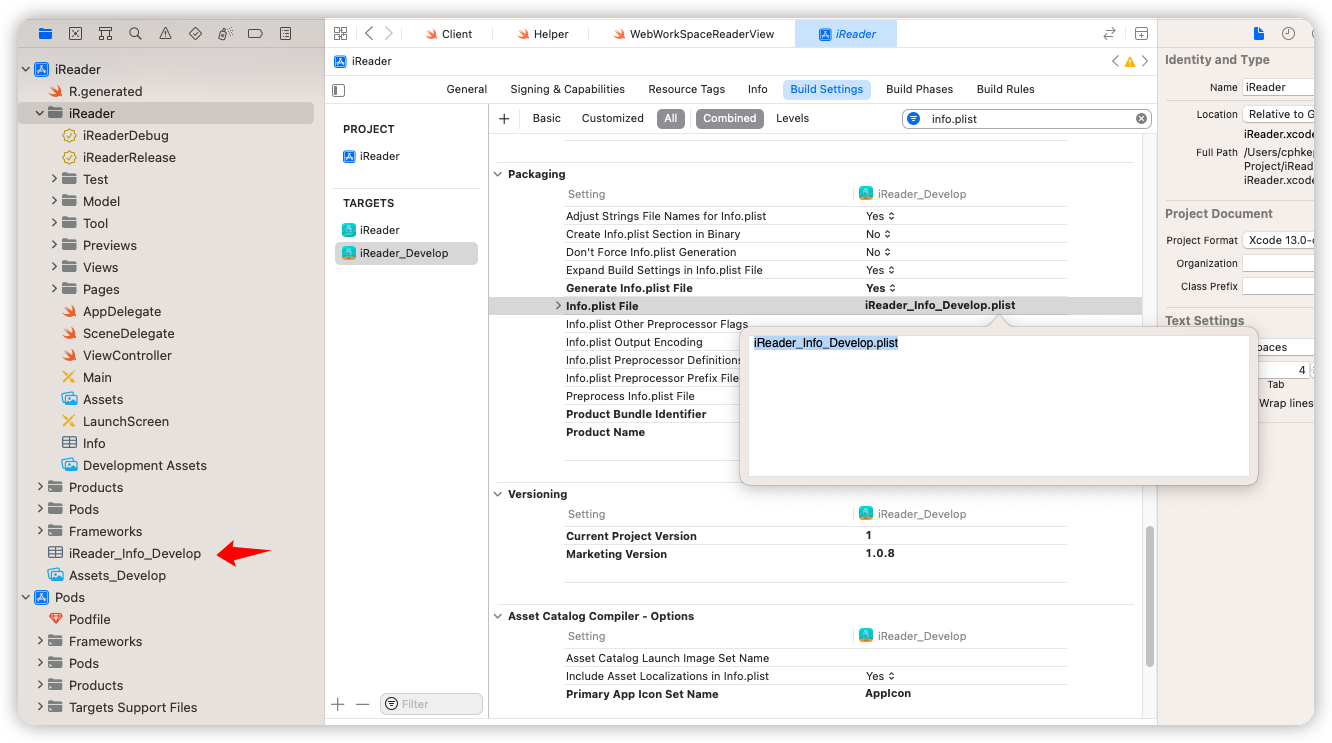 Client
Helper
WebWorkSpaceReaderView
iReader
iReader
R.generated
iReader
iReaderDebug
iReaderRelease
Test
Model
Tool
Previews
Views
Pages
AppDelegate
SceneDelegate
ViewController
Main
Assets
LaunchScreen
Info
Development Assets
Products
Pods
Frameworks
iReader_Info_Develop
Assets_Develop
Pods
Podfile
Frameworks
Pods
Products
Targets Support Files
iReader
General Signing & Capabilities Resource Tags Info Build Settings Build Phases Build Rules
PROJECT
iReader
TARGETS
iReader
iReader_Develop
Filter
Basic Customized All Combined Levels info.plist
Packaging
Setting iReader_Develop
Adjust Strings File Names for Info.plist Yes
Create Info.plist Section in Binary No
Don't Force Info.plist Generation No
Expand Build Settings in Info.plist File Yes
Generate Info.plist File Yes
Info.plist File iReader_Info_Develop.plist
Info.plist Other Preprocessor Flags
Info.plist Output Encoding
Info.plist Preprocessor Definitions
Info.plist Preprocessor Prefix File
Preprocess Info.plist File
Product Bundle Identifier
Product Name
iReader_Info_Develop.plist
Versioning
Setting iReader_Develop
Current Project Version 1
Marketing Version 1.0.8
Asset Catalog Compiler - Options
Setting iReader_Develop
Asset Catalog Launch Image Set Name
Include Asset Localizations in Info.plist Yes
Primary App Icon Set Name AppIcon
Identity and Type
Name iReader
Location Relative to G
iReader.xcode
Full Path /Users/cphkep
Project/iRead
iReader.xcode
Project Document
Project Format Xcode 13.0-c
Organization
Class Prefix
Text Settings
paces
4
Tab
Wrap lines